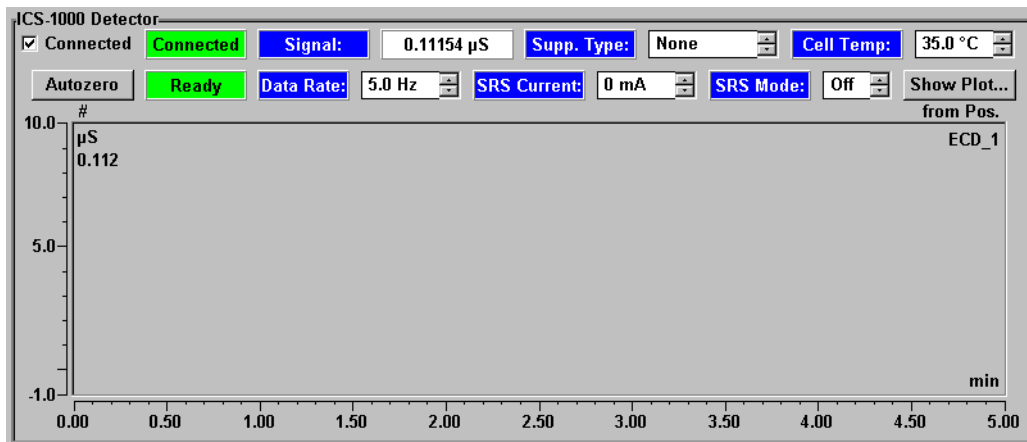 ICS-1000 Detector
Connected Connected Signal: 0.11154 µS Supp. Type: None Cell Temp: 35.0 °C
Autozero Ready Data Rate: 5.0 Hz SRS Current: 0 mA SRS Mode: Off Show Plot...
# from Pos.
10.0
µS ECD_1
0.112
5.0
min
-1.0
0.00 0.50 1.00 1.50 2.00 2.50 3.00 3.50 4.00 4.50 5.00